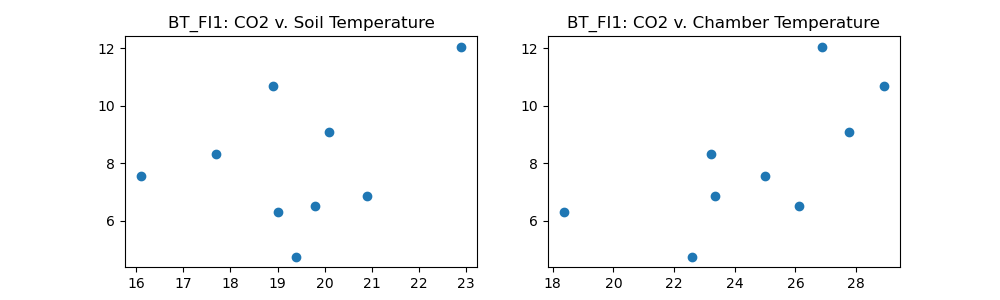 BT_FI1: CO2 v. Soil Temperature
12
10
8
6
16 17 18 19 20 21 22 23
BT_FI1: CO2 v. Chamber Temperature
12
10
8
6
18 20 22 24 26 28